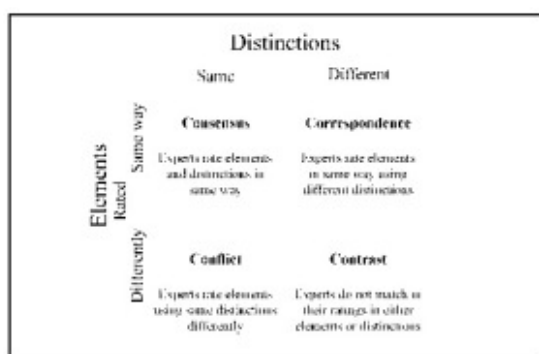 Distinctions
Same Different
Elements
Rated
Same way
Consensus Correspondence
Experts rate elements
and distinctions in
same way
Experts rate elements
in same way using
different distinctions
Differently
Conflict Contrast
Experts rate elements
using same distinctions
differently
Experts do not match in
their ratings in either
elements or distinctions